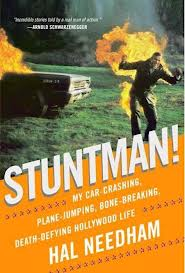 "Incredible stories told by a real man of action."
—ARNOLD SCHWARZENEGGER
STUNTMAN!
MY CAR-CRASHING,
PLANE-JUMPING, BONE-BREAKING,
DEATH-DEFYING HOLLYWOOD LIFE
HAL NEEDHAM